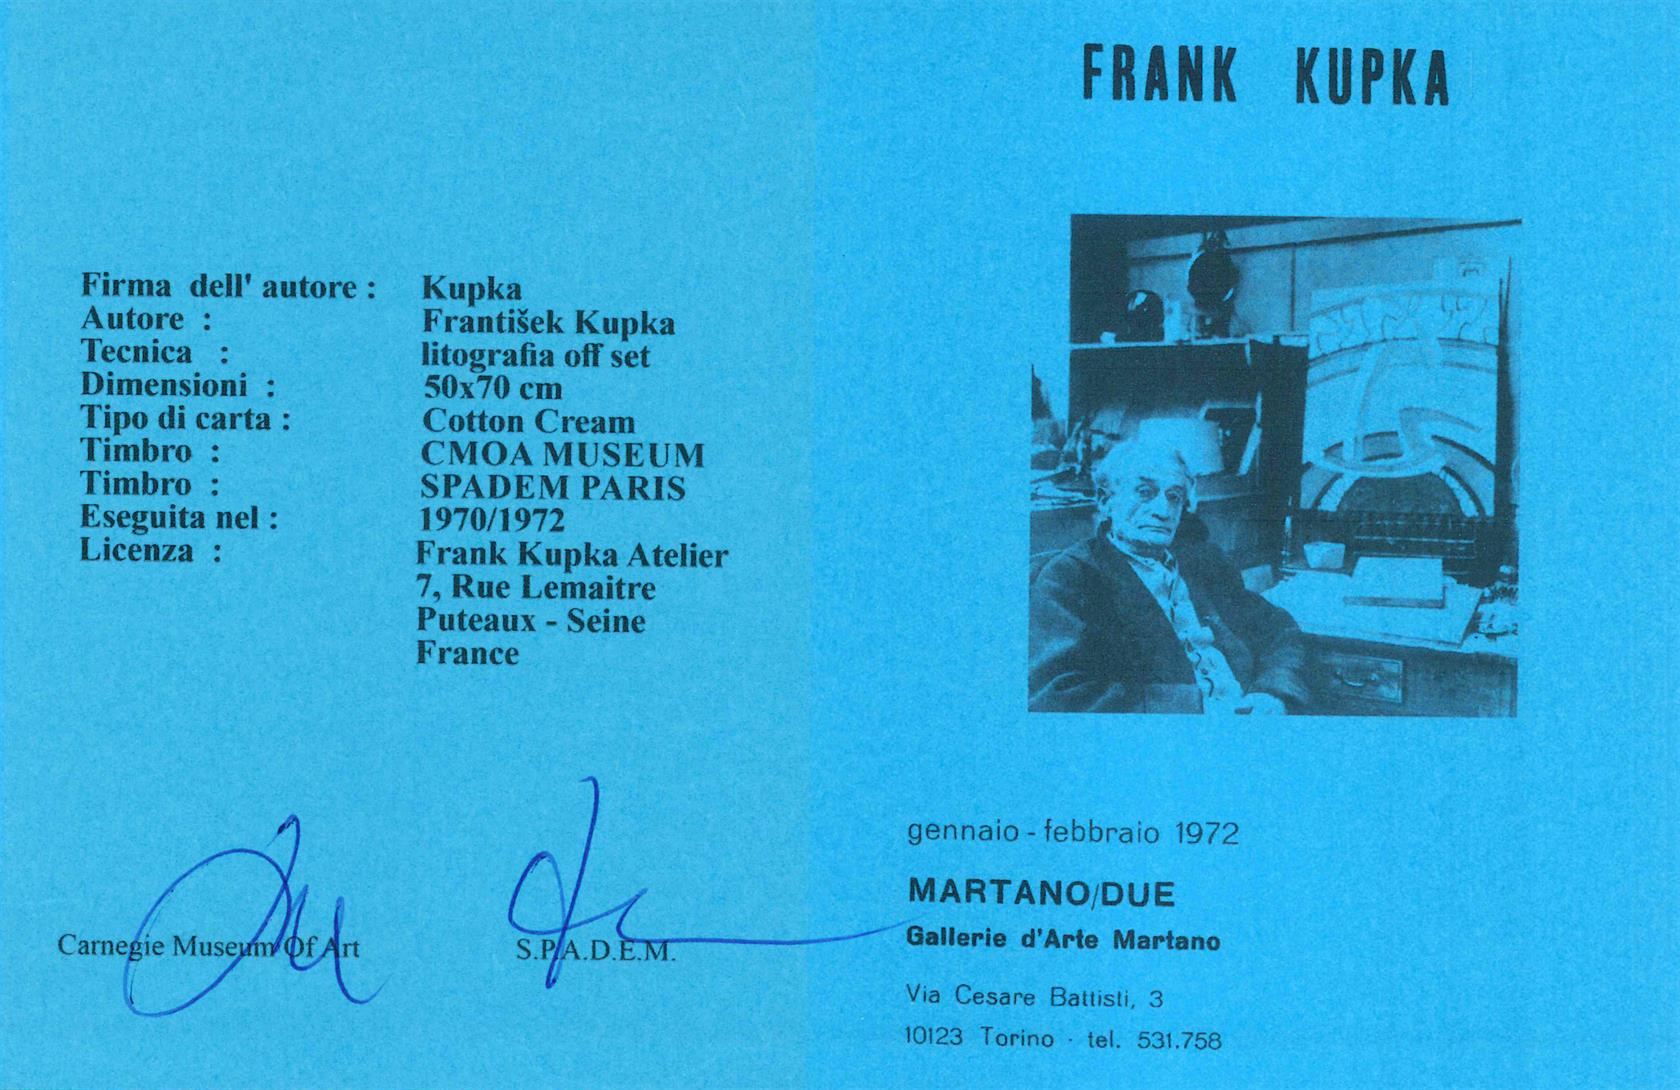 Firma dell' autore : Kupka
Autore : František Kupka
Tecnica : litografia off set
Dimensioni : 50x70 cm
Tipo di carta : Cotton Cream
Timbro : CMOA MUSEUM
Timbro : SPADEM PARIS
Eseguita nel : 1970/1972
Licenza : Frank Kupka Atelier
7, Rue Lemaitre
Puteaux - Seine
France
Carnegie Museum Of Art
S.P.A.D.E.M.
FRANK KUPKA
gennaio - febbraio 1972
MARTANO/DUE
Gallerie d'Arte Martano
Via Cesare Battisti, 3
10123 Torino · tel. 531.758